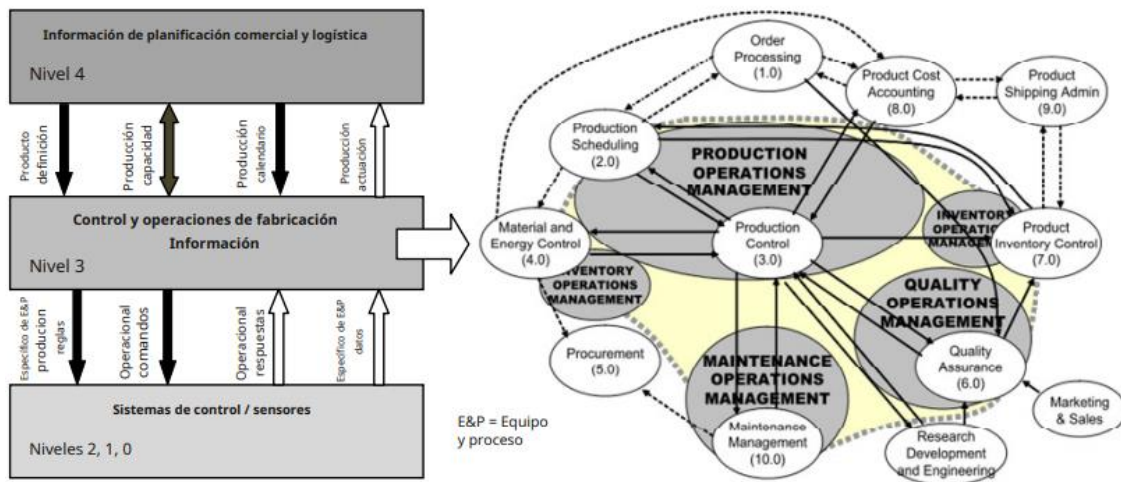 Información de planificación comercial y logística
Nivel 4
Producto
definición
Producción
capacidad
Producción
calendario
Producción
actuación
Control y operaciones de fabricación
Información
Nivel 3
Específico de E&P
producion
reglas
Operacional
comandos
Operacional
respuestas
Específico de E&P
datos
Sistemas de control / sensores
Niveles 2, 1, 0
E&P = Equipo
y proceso
Order
Processing
(1.0)
Product Cost
Accounting
(8.0)
Product
Shipping Admin
(9.0)
Production
Scheduling
(2.0)
PRODUCTION
OPERATIONS
MANAGEMENT
Material and
Energy Control
(4.0)
Production
Control
(3.0)
INVENTORY
OPERATIONS
MANAGEMENT
Product
Inventory Control
(7.0)
INVENTORY
OPERATIONS
MANAGEMENT
QUALITY
OPERATIONS
MANAGEMENT
Procurement
(5.0)
MAINTENANCE
OPERATIONS
MANAGEMENT
Quality
Assurance
(6.0)
Marketing
& Sales
Maintenance
Management
(10.0)
Research
Development
and Engineering